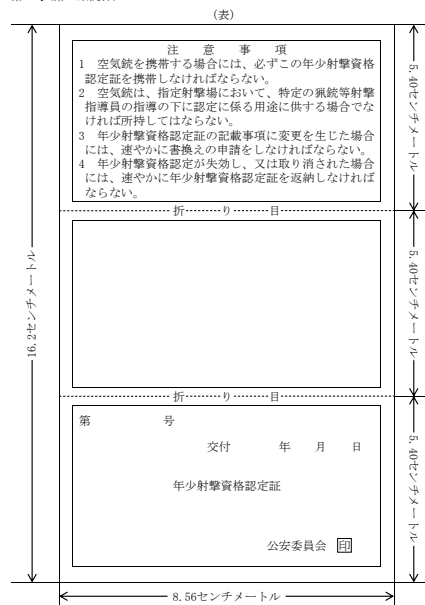 (表)
注　意　事　項
1　空気銃を携帯する場合には、必ずこの年少射撃資格
認定証を携帯しなければならない。
2　空気銃は、指定射撃場において、特定の猟銃等射撃
指導員の指導の下に認定に係る用途に供する場合でな
ければ所持してはならない。
3　年少射撃資格認定証の記載事項に変更を生じた場合
には、速やかに書換えの申請をしなければならない。
4　年少射撃資格認定が失効し、又は取り消された場合
には、速やかに年少射撃資格認定証を返納しなければ
ならない。
5.40センチメートル
折り目
16.2センチメートル
5.40センチメートル
折り目
第　　　　号
交付　　年　月　日
年少射撃資格認定証
公安委員会　印
5.40センチメートル
8.56センチメートル